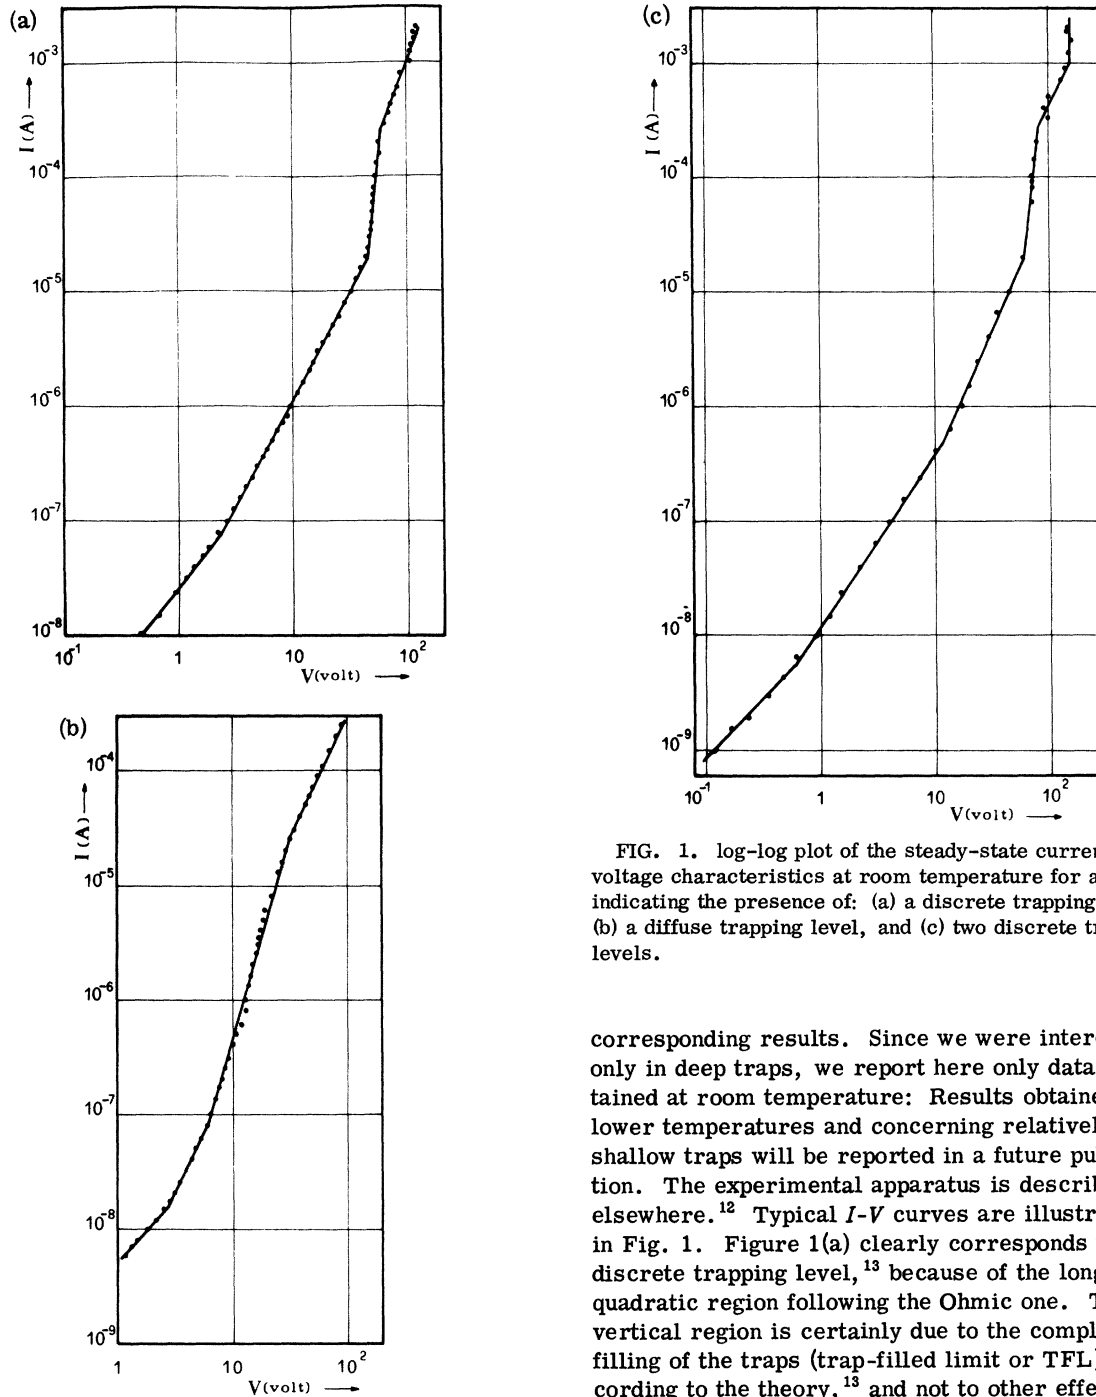 (a)
10⁻³
I (A)
10⁻⁴
10⁻⁵
10⁻⁶
10⁻⁷
10⁻⁸
10⁻¹ 1 10 10²
V(volt)
(b)
10⁻⁴
I (A)
10⁻⁵
10⁻⁶
10⁻⁷
10⁻⁸
10⁻⁹
1 10 10²
V(volt)
(c)
10⁻³
I (A)
10⁻⁴
10⁻⁵
10⁻⁶
10⁻⁷
10⁻⁸
10⁻⁹
10⁻¹ 1 10 10²
V(volt)
FIG. 1. log-log plot of the steady-state curren
voltage characteristics at room temperature for a
indicating the presence of: (a) a discrete trapping
(b) a diffuse trapping level, and (c) two discrete tr
levels.
corresponding results. Since we were inter
only in deep traps, we report here only data
tained at room temperature: Results obtaine
lower temperatures and concerning relatively
shallow traps will be reported in a future pu
tion. The experimental apparatus is describ
elsewhere.¹² Typical I-V curves are illustr
in Fig. 1. Figure 1(a) clearly corresponds
discrete trapping level,¹³ because of the long
quadratic region following the Ohmic one.
vertical region is certainly due to the compl
filling of the traps (trap-filled limit or TFL)
cording to the theory,¹³ and not to other effe